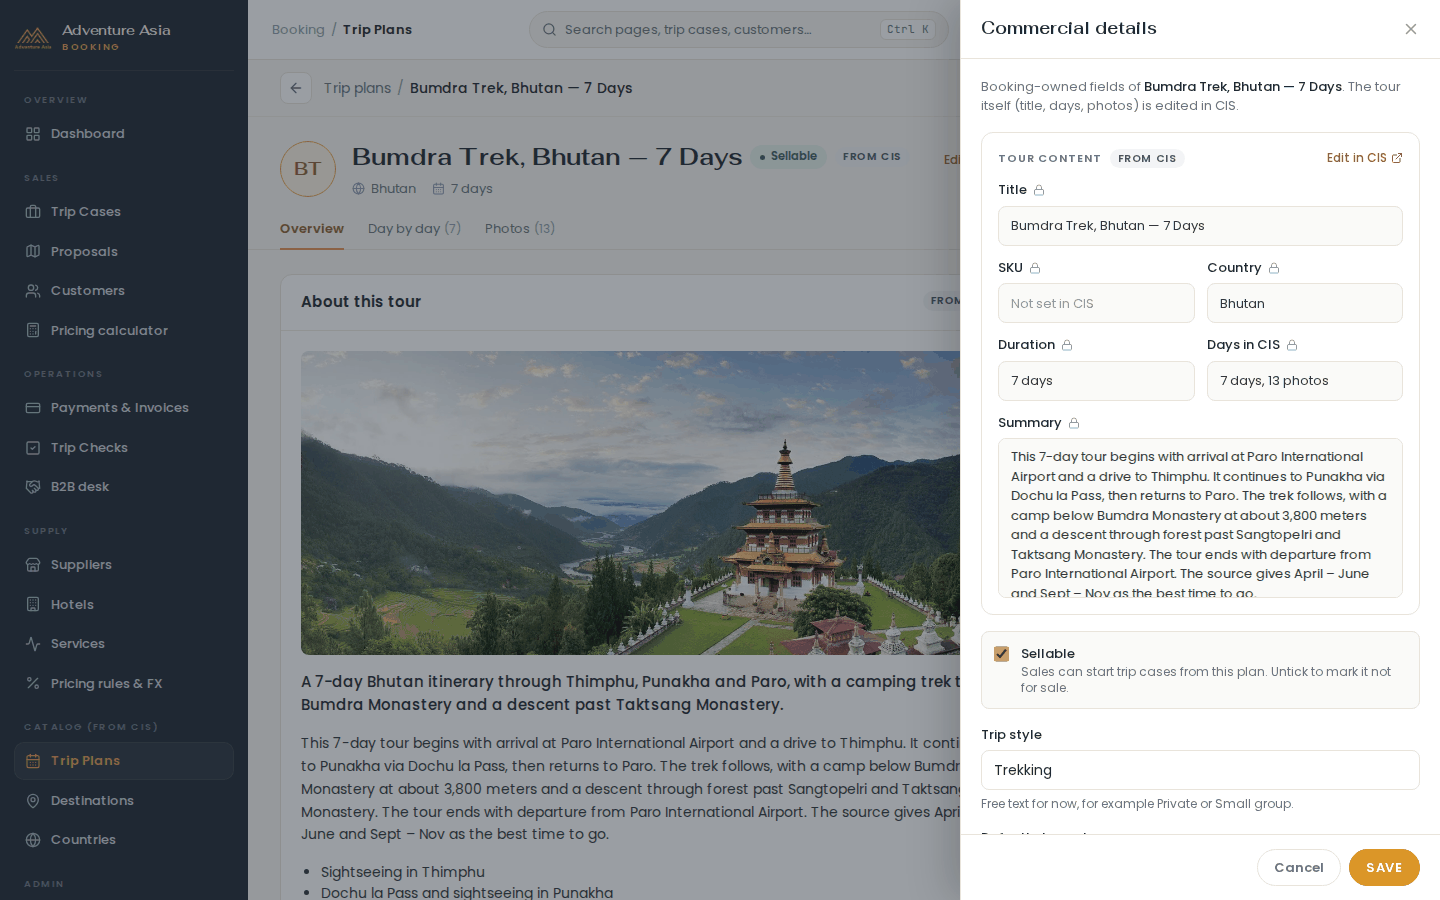 Adventure Asia
BOOKING
OVERVIEW
Dashboard
SALES
Trip Cases
Proposals
Customers
Pricing calculator
OPERATIONS
Payments & Invoices
Trip Checks
B2B desk
SUPPLY
Suppliers
Hotels
Services
Pricing rules & FX
CATALOG (FROM CIS)
Trip Plans
Destinations
Countries
ADMIN
Booking / Trip Plans
Search pages, trip cases, customers...
Ctrl K
Trip plans / Bumdra Trek, Bhutan — 7 Days
BT
Bumdra Trek, Bhutan — 7 Days
Sellable
FROM CIS
Bhutan
7 days
Overview
Day by day (7)
Photos (13)
About this tour
A 7-day Bhutan itinerary through Thimphu, Punakha and Paro, with a camping trek t
Bumdra Monastery and a descent past Taktsang Monastery.
This 7-day tour begins with arrival at Paro International Airport and a drive to Thimphu. It conti
to Punakha via Dochu la Pass, then returns to Paro. The trek follows, with a camp below Bumdr
Monastery at about 3,800 meters and a descent through forest past Sangtopelri and Taktsang
Monastery. The tour ends with departure from Paro International Airport. The source gives Apri
June and Sept – Nov as the best time to go.
• Sightseeing in Thimphu
• Dochu la Pass and sightseeing in Punakha
Commercial details
Booking-owned fields of Bumdra Trek, Bhutan — 7 Days. The tour
itself (title, days, photos) is edited in CIS.
TOUR CONTENT
FROM CIS
Edit in CIS
Title
Bumdra Trek, Bhutan — 7 Days
SKU
Country
Not set in CIS
Bhutan
Duration
Days in CIS
7 days
7 days, 13 photos
Summary
This 7-day tour begins with arrival at Paro International
Airport and a drive to Thimphu. It continues to Punakha via
Dochu la Pass, then returns to Paro. The trek follows, with a
camp below Bumdra Monastery at about 3,800 meters
and a descent through forest past Sangtopelri and
Taktsang Monastery. The tour ends with departure from
Paro International Airport. The source gives April – June
and Sept – Nov as the best time to go.
Sellable
Sales can start trip cases from this plan. Untick to mark it not
for sale.
Trip style
Trekking
Free text for now, for example Private or Small group.
Cancel
SAVE